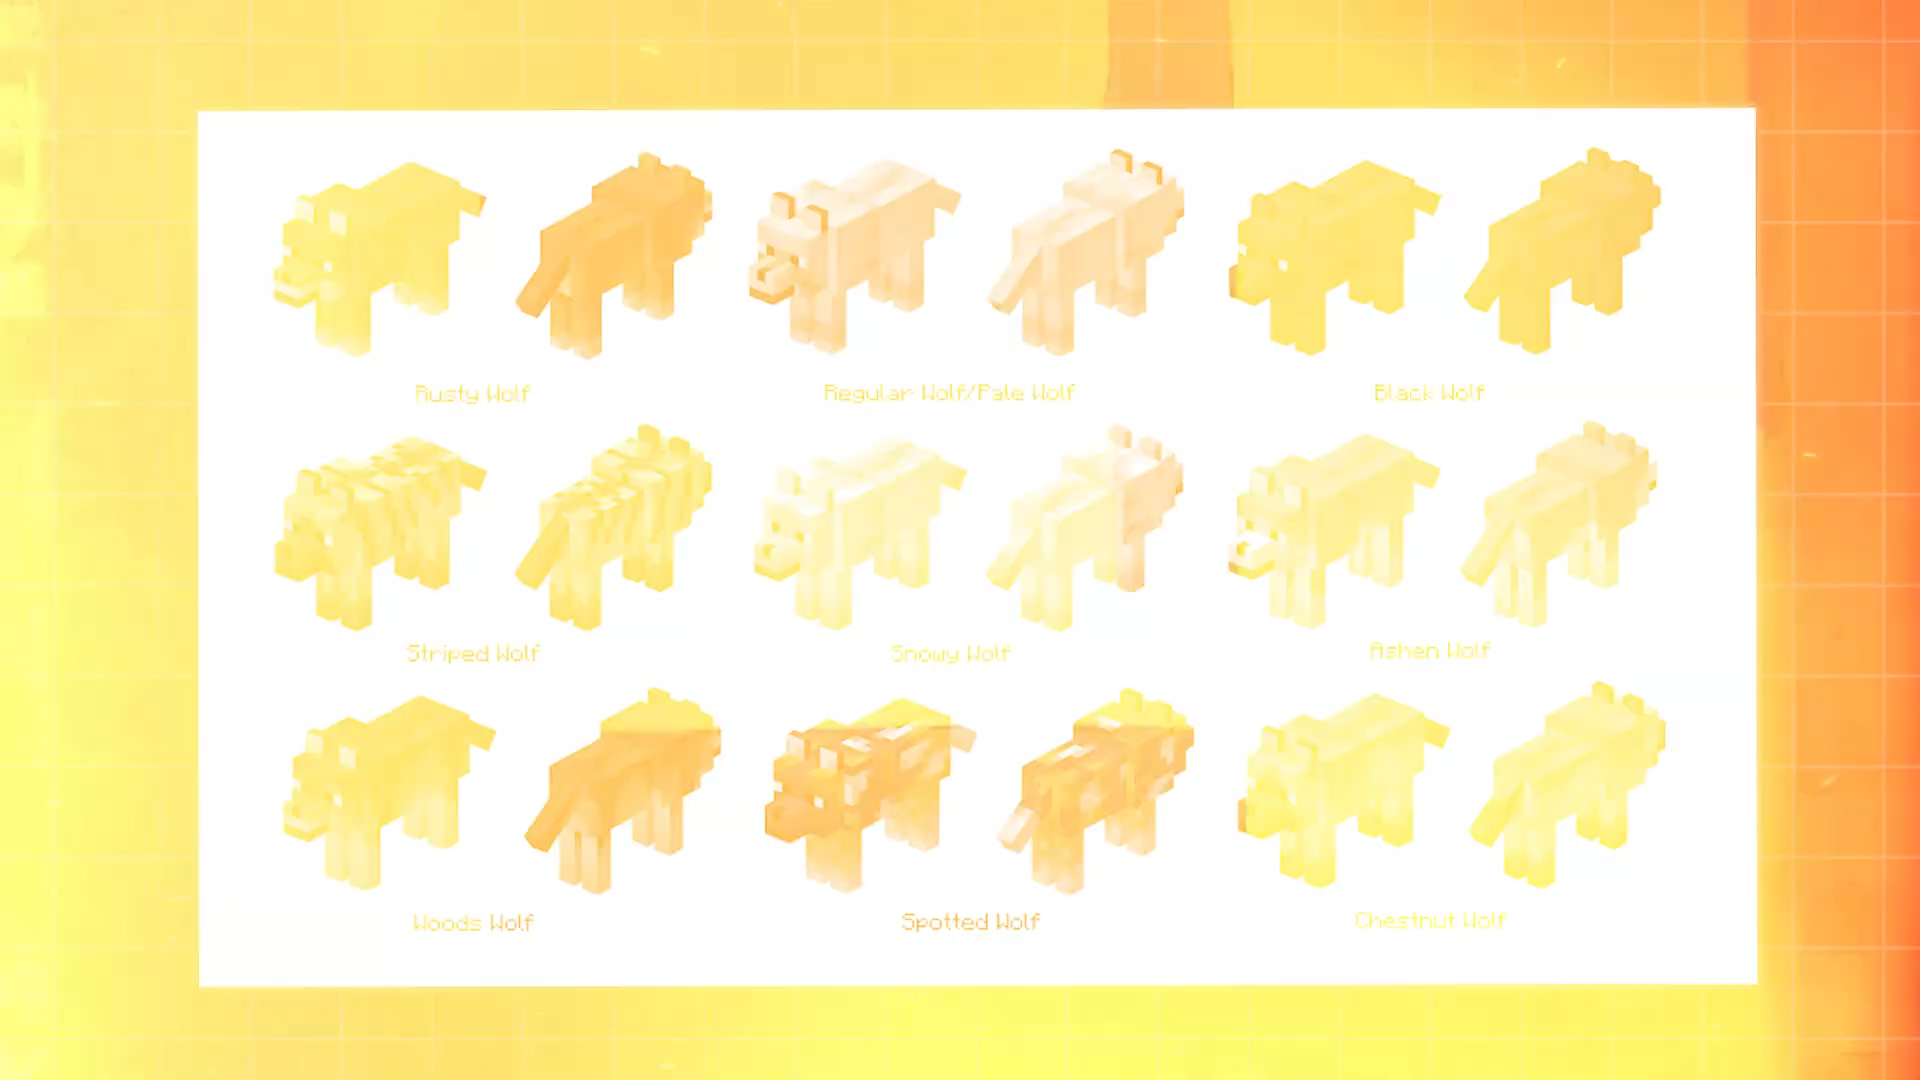 Rusty Wolf
Regular Wolf/Pale Wolf
Black Wolf
Striped Wolf
Snowy Wolf
Ashen Wolf
Woods Wolf
Spotted Wolf
Chestnut Wolf